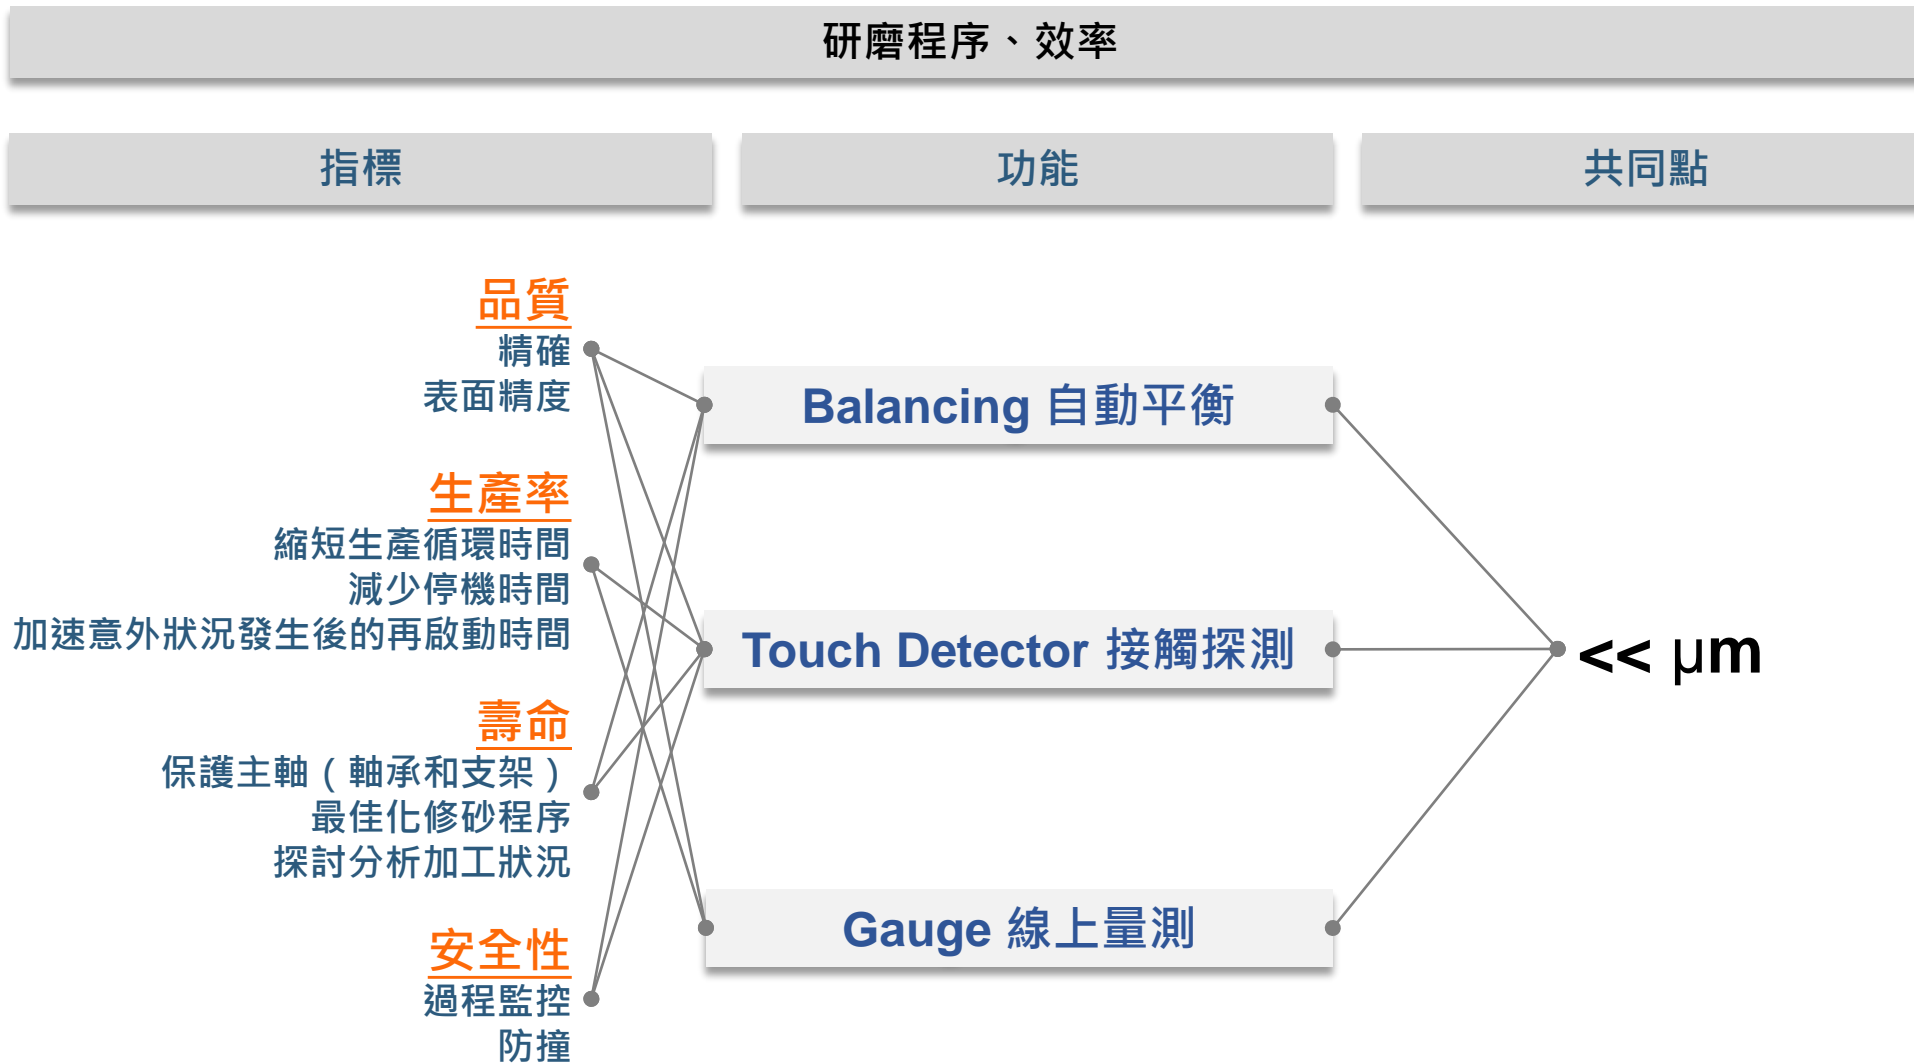 研磨程序、效率
指標
功能
共同點
品質
精確
表面精度
生產率
縮短生產循環時間
減少停機時間
加速意外狀況發生後的再啟動時間
壽命
保護主軸（軸承和支架）
最佳化修砂程序
探討分析加工狀況
安全性
過程監控
防撞
Balancing 自動平衡
Touch Detector 接觸探測
Gauge 線上量測
<< µm